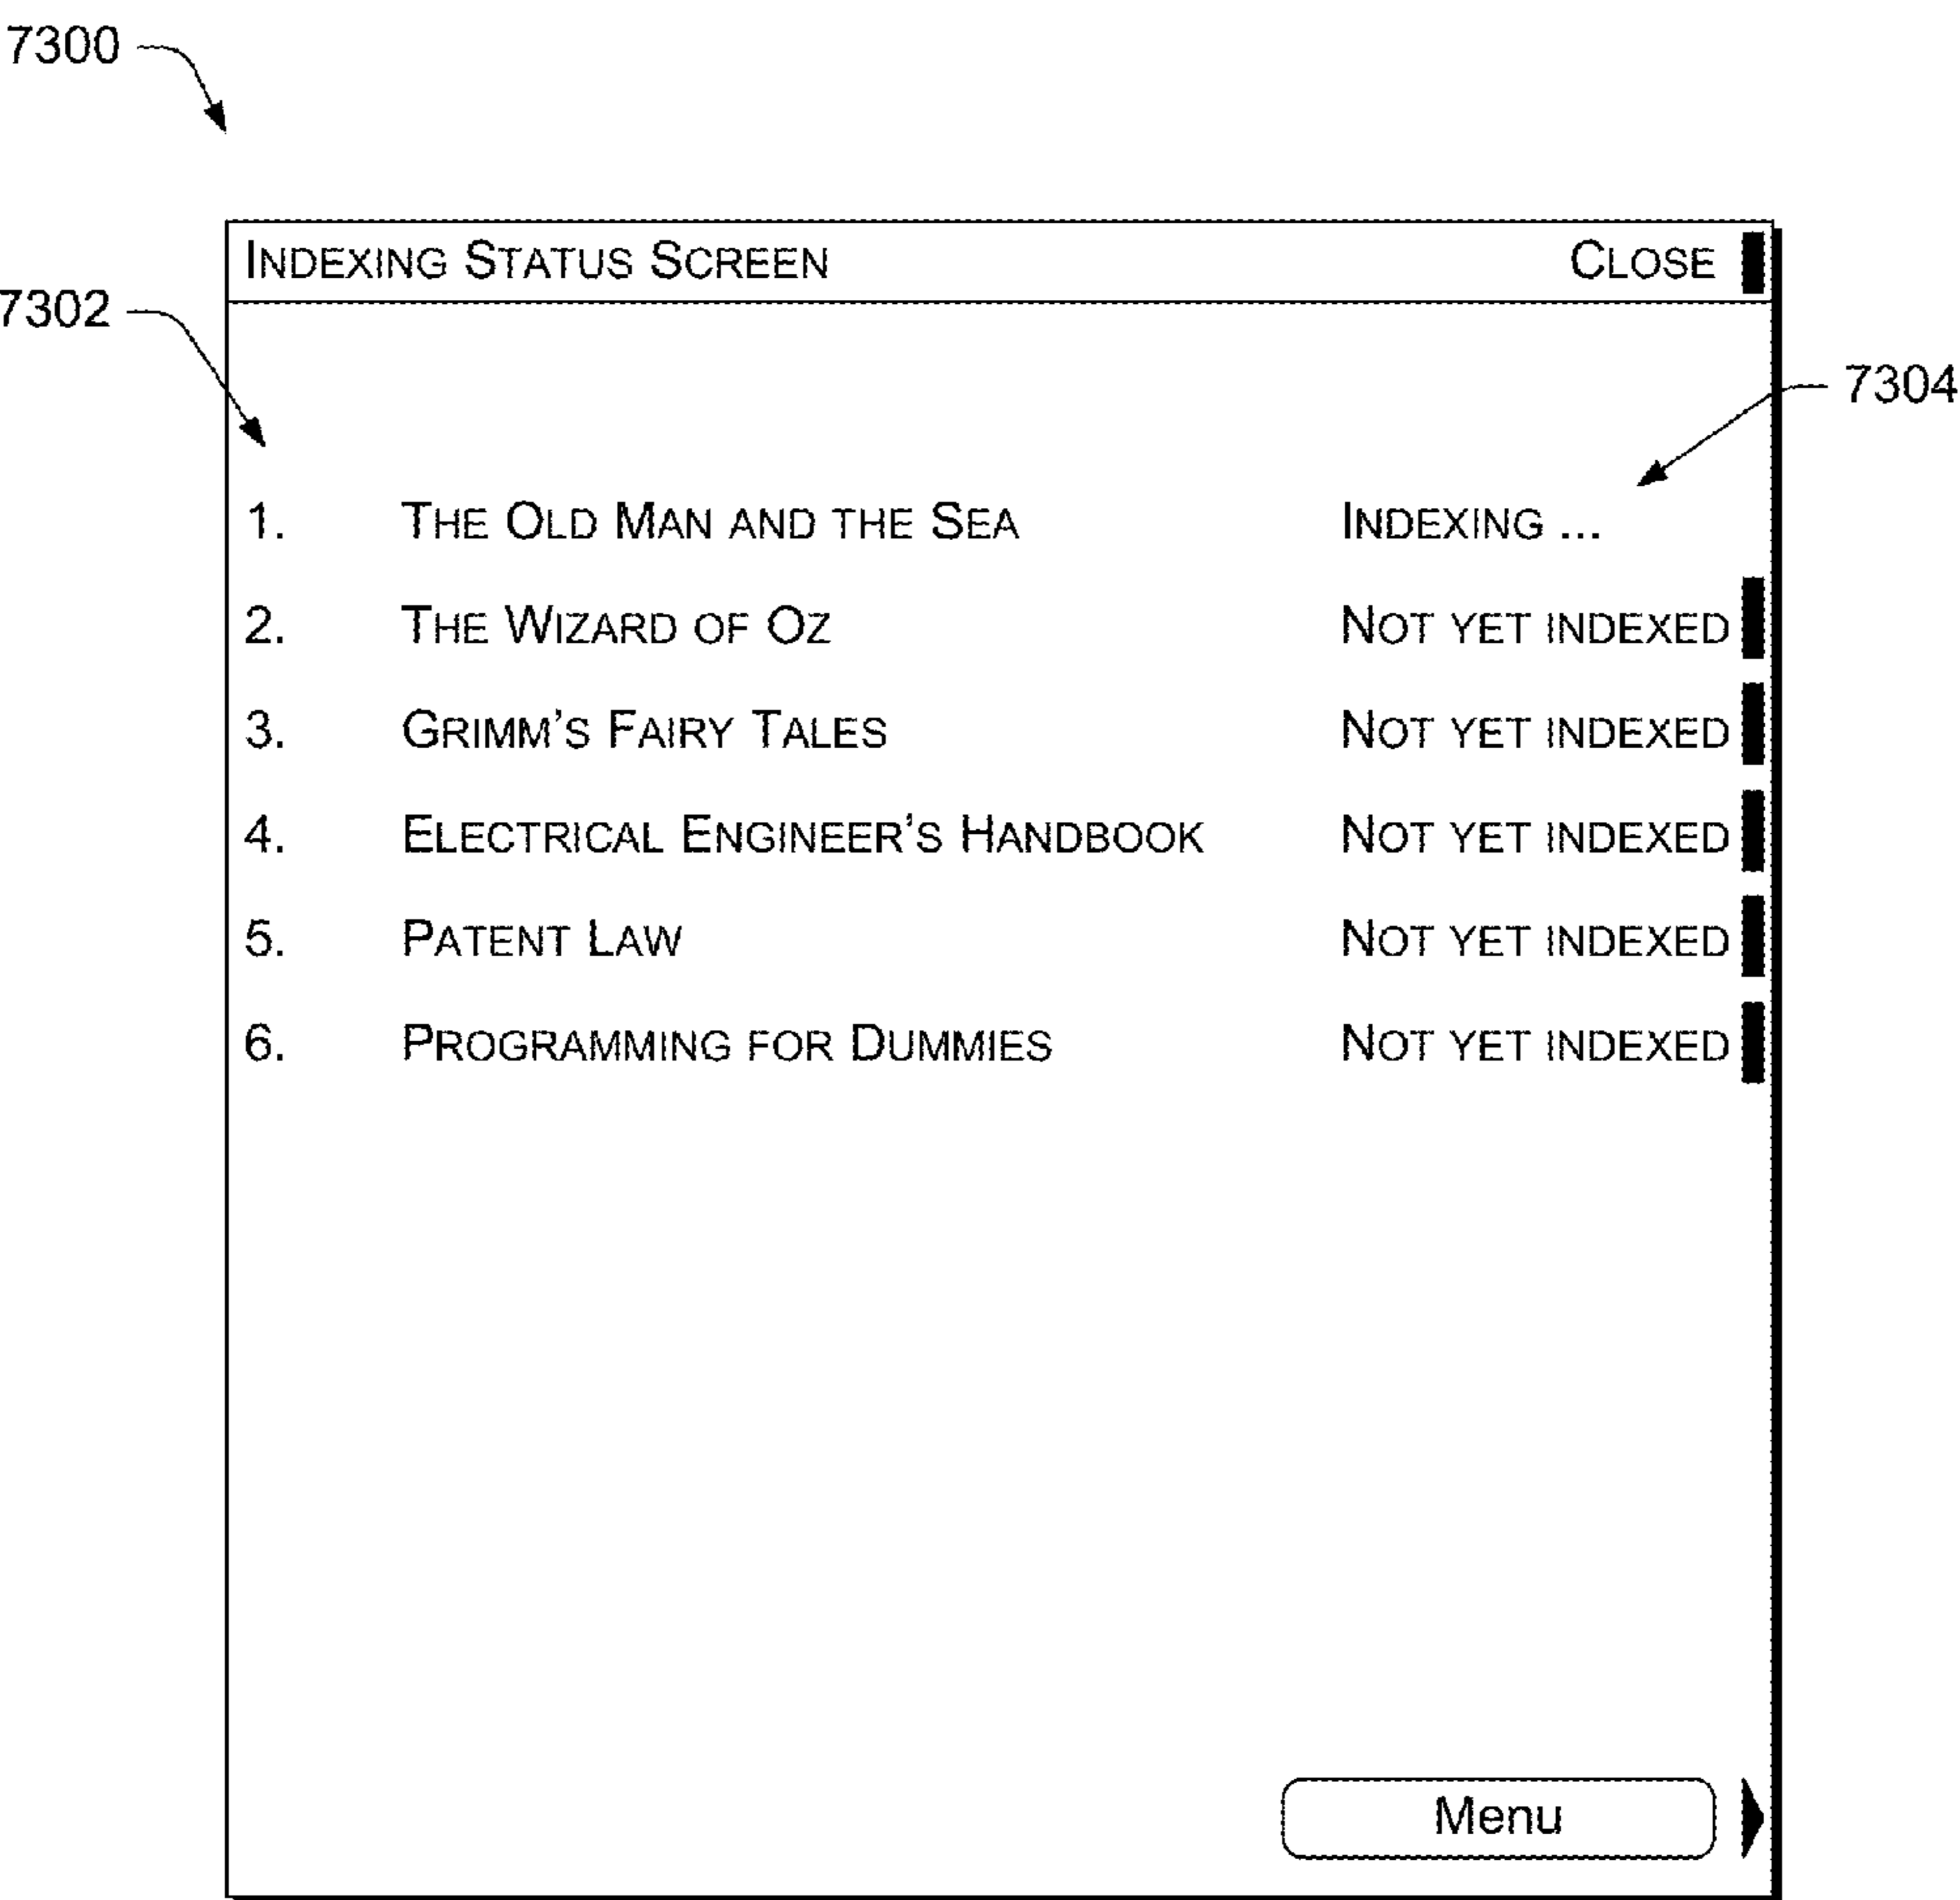 7300
INDEXING STATUS SCREEN CLOSE
7302
7304
1. THE OLD MAN AND THE SEA INDEXING ...
2. THE WIZARD OF OZ NOT YET INDEXED
3. GRIMM'S FAIRY TALES NOT YET INDEXED
4. ELECTRICAL ENGINEER'S HANDBOOK NOT YET INDEXED
5. PATENT LAW NOT YET INDEXED
6. PROGRAMMING FOR DUMMIES NOT YET INDEXED
Menu